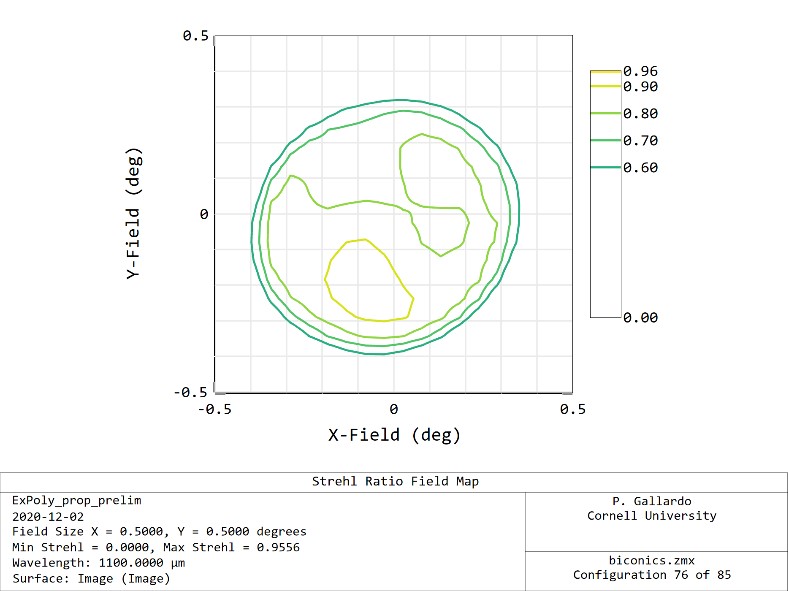 0.5
0
-0.5
Y-Field (deg)
-0.5
0
0.5
X-Field (deg)
0.96
0.90
0.80
0.70
0.60
0.00
Strehl Ratio Field Map
ExPoly_prop_prelim
2020-12-02
Field Size X = 0.5000, Y = 0.5000 degrees
Min Strehl = 0.0000, Max Strehl = 0.9556
Wavelength: 1100.0000 µm
Surface: Image (Image)
P. Gallardo
Cornell University
biconics.zmx
Configuration 76 of 85